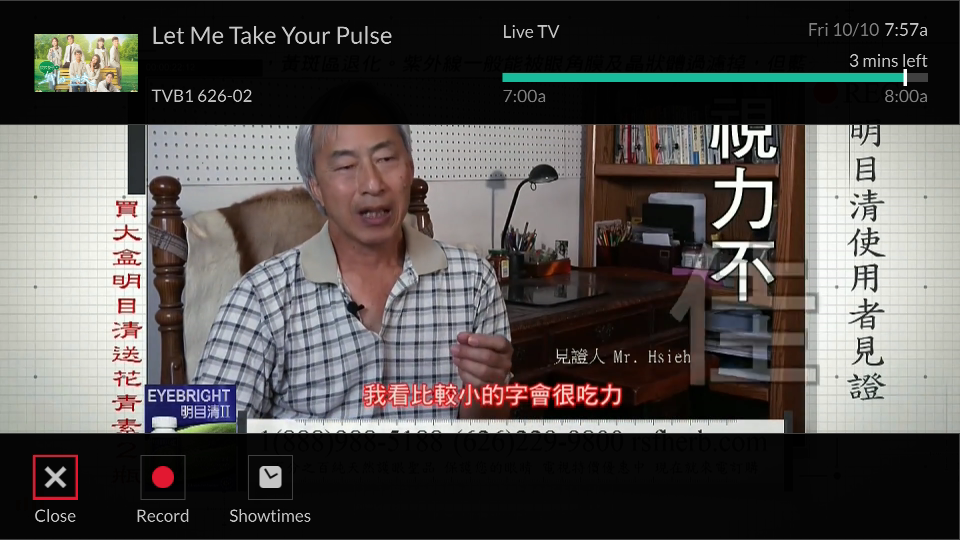 Let Me Take Your Pulse
Live TV
Fri 10/10 7:57a
3 mins left
TVB1 626-02
7:00a
8:00a
視力不佳
明目清使用者見證
買大盒明目清送花青素
見證人 Mr. Hsieh
我看比較小的字會很吃力
EYEBRIGHT
明目清II
1(888)988-5188 (626)229-9800 rsfherb.com
Close
Record
Showtimes